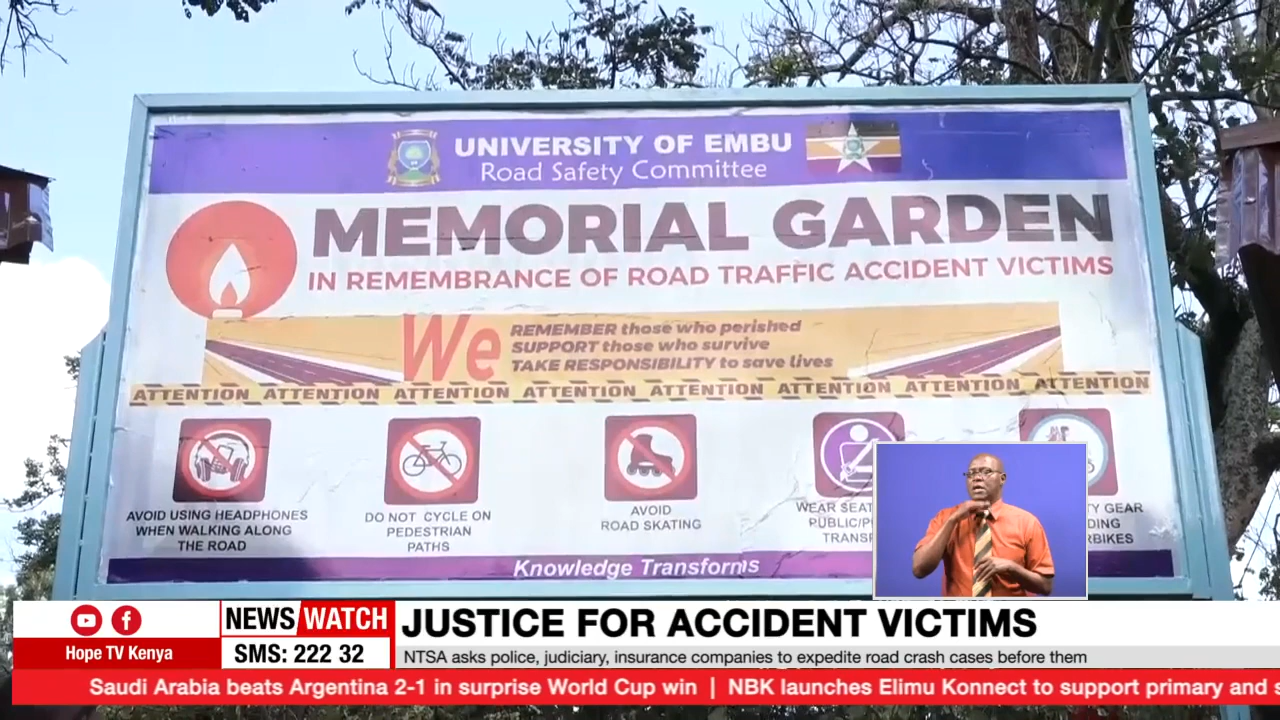 UNIVERSITY OF EMBU
Road Safety Committee
MEMORIAL GARDEN
IN REMEMBRANCE OF ROAD TRAFFIC ACCIDENT VICTIMS
We
REMEMBER those who perished
SUPPORT those who survive
TAKE RESPONSIBILITY to save lives
ATTENTION ATTENTION ATTENTION ATTENTION ATTENTION ATTENTION ATTENTION ATTENTION
AVOID USING HEADPHONES
WHEN WALKING ALONG
THE ROAD
DO NOT CYCLE ON
PEDESTRIAN
PATHS
AVOID
ROAD SKATING
WEAR
PUBLIC/
GEAR
Knowledge Transforms
Hope TV Kenya
NEWS WATCH
SMS: 222 32
JUSTICE FOR ACCIDENT VICTIMS
NTSA asks police, judiciary, insurance companies to expedite road crash cases before them
Saudi Arabia beats Argentina 2-1 in surprise World Cup win | NBK launches Elimu Konnect to support primary and